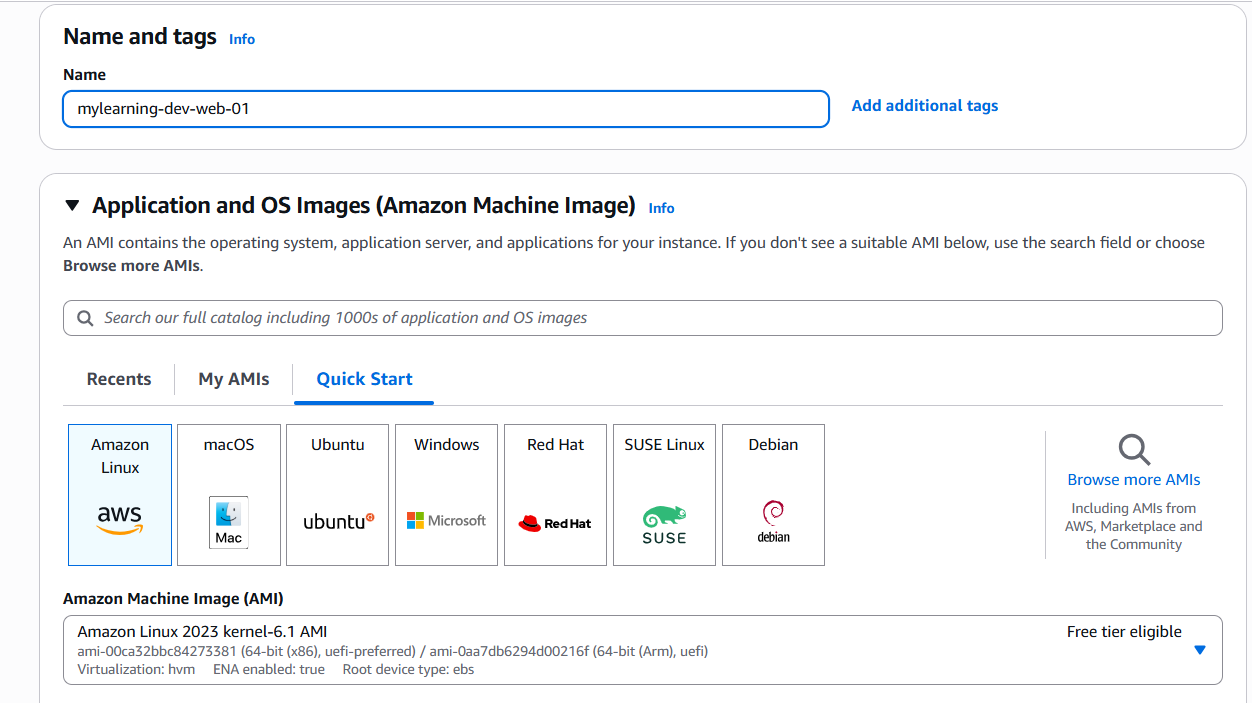 Name and tags Info
Name
mylearning-dev-web-01
Add additional tags
Application and OS Images (Amazon Machine Image) Info
An AMI contains the operating system, application server, and applications for your instance. If you don't see a suitable AMI below, use the search field or choose
Browse more AMIs.
Search our full catalog including 1000s of application and OS images
Recents
My AMIs
Quick Start
Amazon
Linux
aws
macOS
Mac
Ubuntu
ubuntu
Windows
Microsoft
Red Hat
Red Hat
SUSE Linux
SUSE
Debian
debian
Browse more AMIs
Including AMIs from
AWS, Marketplace and
the Community
Amazon Machine Image (AMI)
Amazon Linux 2023 kernel-6.1 AMI
Free tier eligible
ami-00ca32bbc84273381 (64-bit (x86), uefi-preferred) / ami-0aa7db6294d00216f (64-bit (Arm), uefi)
Virtualization: hvm ENA enabled: true Root device type: ebs